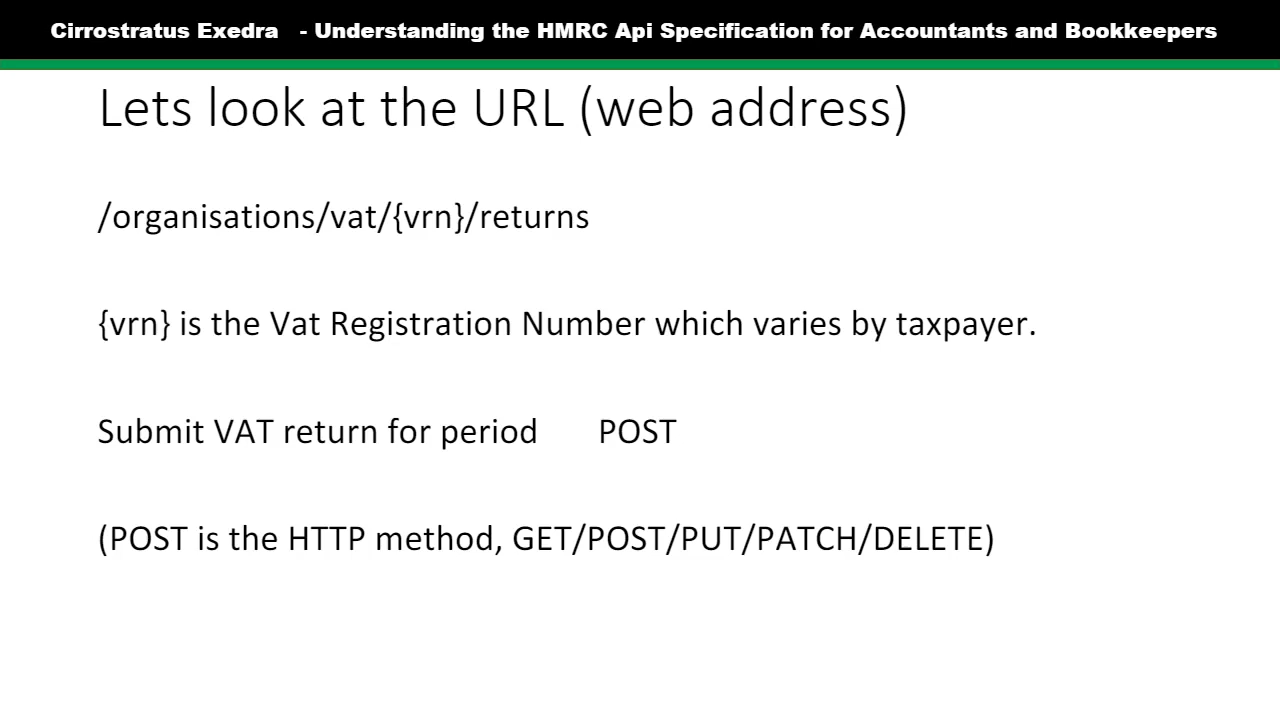 Cirrostratus Exedra - Understanding the HMRC Api Specification for Accountants and Bookkeepers
Lets look at the URL (web address)
/organisations/vat/{vrn}/returns
{vrn} is the Vat Registration Number which varies by taxpayer.
Submit VAT return for period POST
(POST is the HTTP method, GET/POST/PUT/PATCH/DELETE)